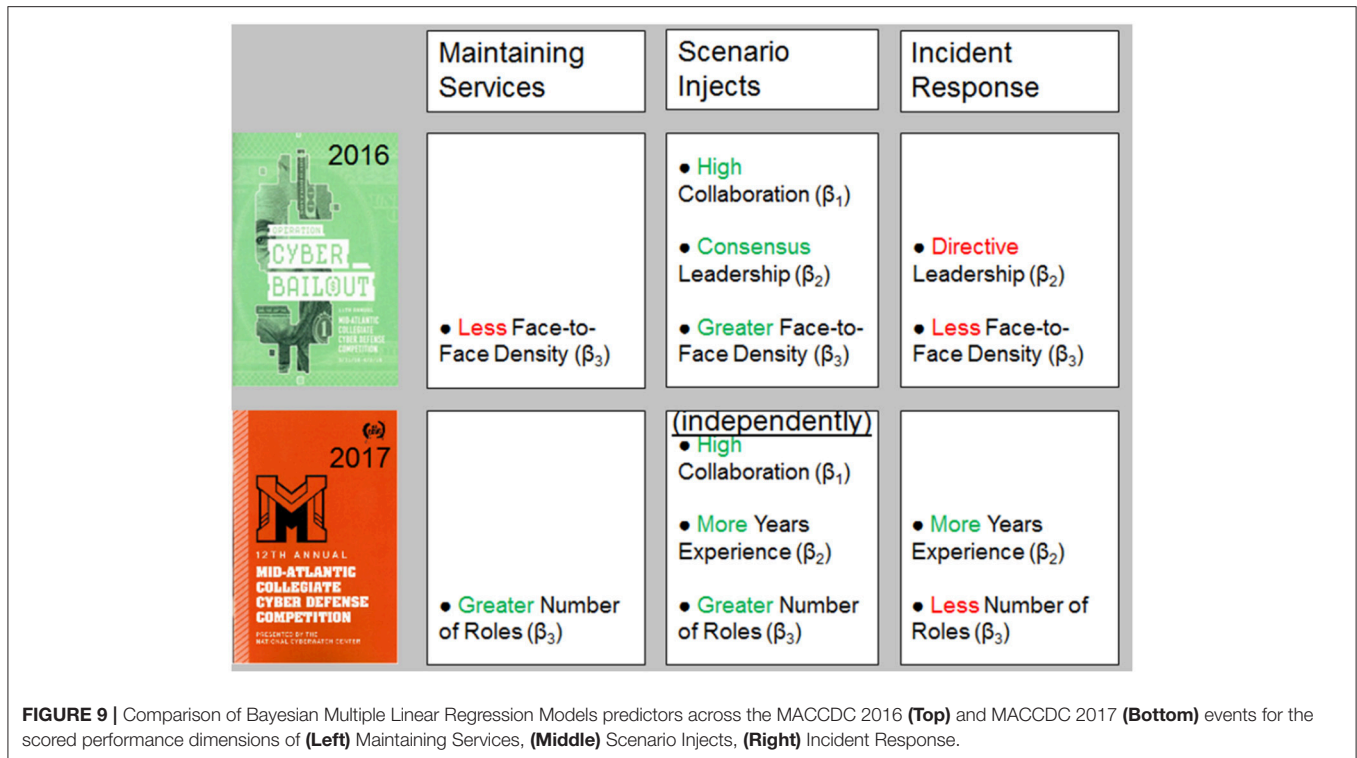 Maintaining
Services
Scenario
Injects
Incident
Response
2016
OPERATION
CYBER_
BAIL@UT
11TH ANNUAL
MID-ATLANTIC
COLLEGIATE
CYBER DEFENSE
COMPETITION
● Less Face-to-
Face Density (β₃)
● High
Collaboration (β₁)
● Consensus
Leadership (β₂)
● Greater Face-to-
Face Density (β₃)
● Directive
Leadership (β₂)
● Less Face-to-
Face Density (β₃)
2017
M
12TH ANNUAL
MID-ATLANTIC
COLLEGIATE
CYBER DEFENSE
COMPETITION
PRESENTED BY THE
NATIONAL CYBERWATCH CENTER
● Greater Number
of Roles (β₃)
(independently)
● High
Collaboration (β₁)
● More Years
Experience (β₂)
● Greater Number
of Roles (β₃)
● More Years
Experience (β₂)
● Less Number of
Roles (β₃)
FIGURE 9 | Comparison of Bayesian Multiple Linear Regression Models predictors across the MACCDC 2016 (Top) and MACCDC 2017 (Bottom) events for the
scored performance dimensions of (Left) Maintaining Services, (Middle) Scenario Injects, (Right) Incident Response.